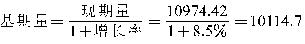 基期量 = 现期量 / 1+增长率 = 10974.42 / 1+8.5% = 10114.7